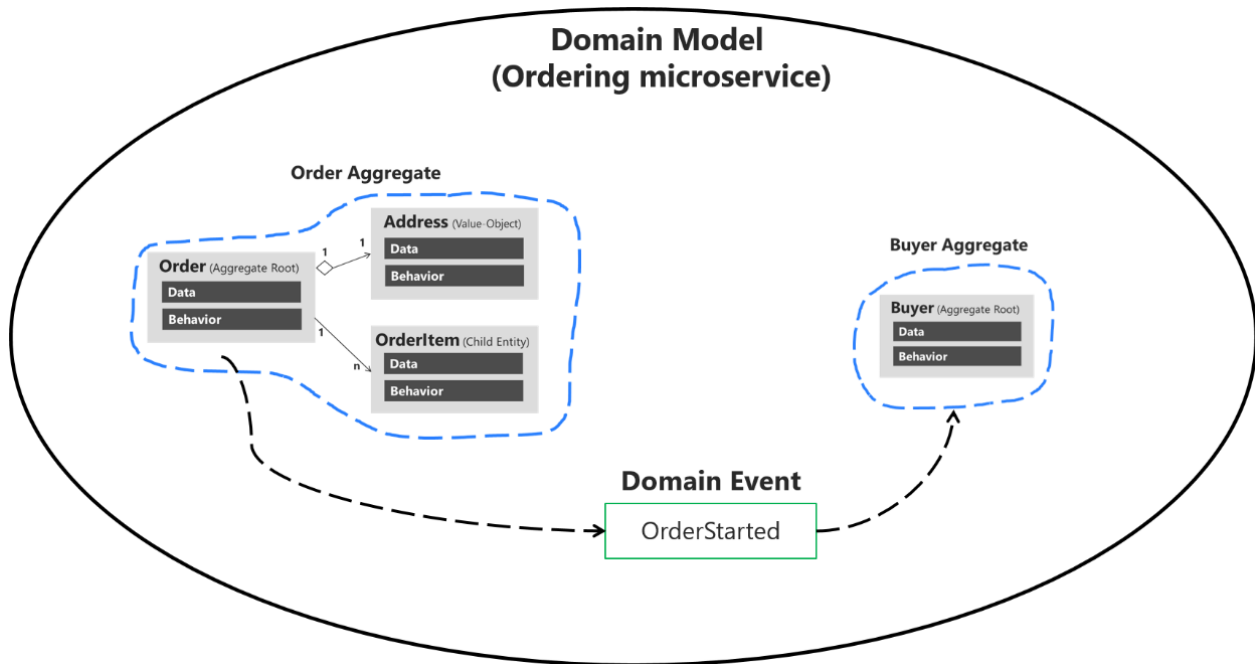 Domain Model
(Ordering microservice)
Order Aggregate
Address (Value-Object)
Data
Behavior
Order (Aggregate Root)
Data
Behavior
1
1
1
n
OrderItem (Child Entity)
Data
Behavior
Buyer Aggregate
Buyer (Aggregate Root)
Data
Behavior
Domain Event
OrderStarted